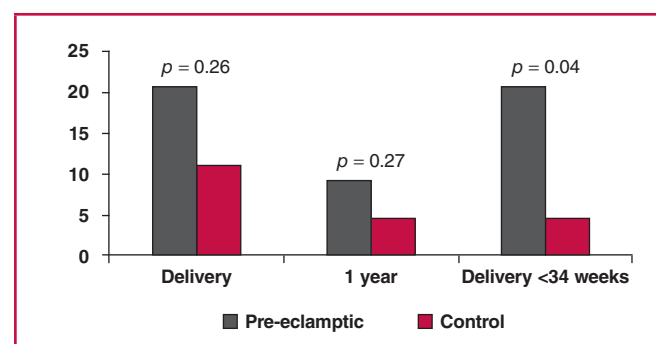 25
p = 0.26
p = 0.04
20
15
p = 0.27
10
5
0
Delivery
1 year
Delivery <34 weeks
Pre-eclamptic
Control